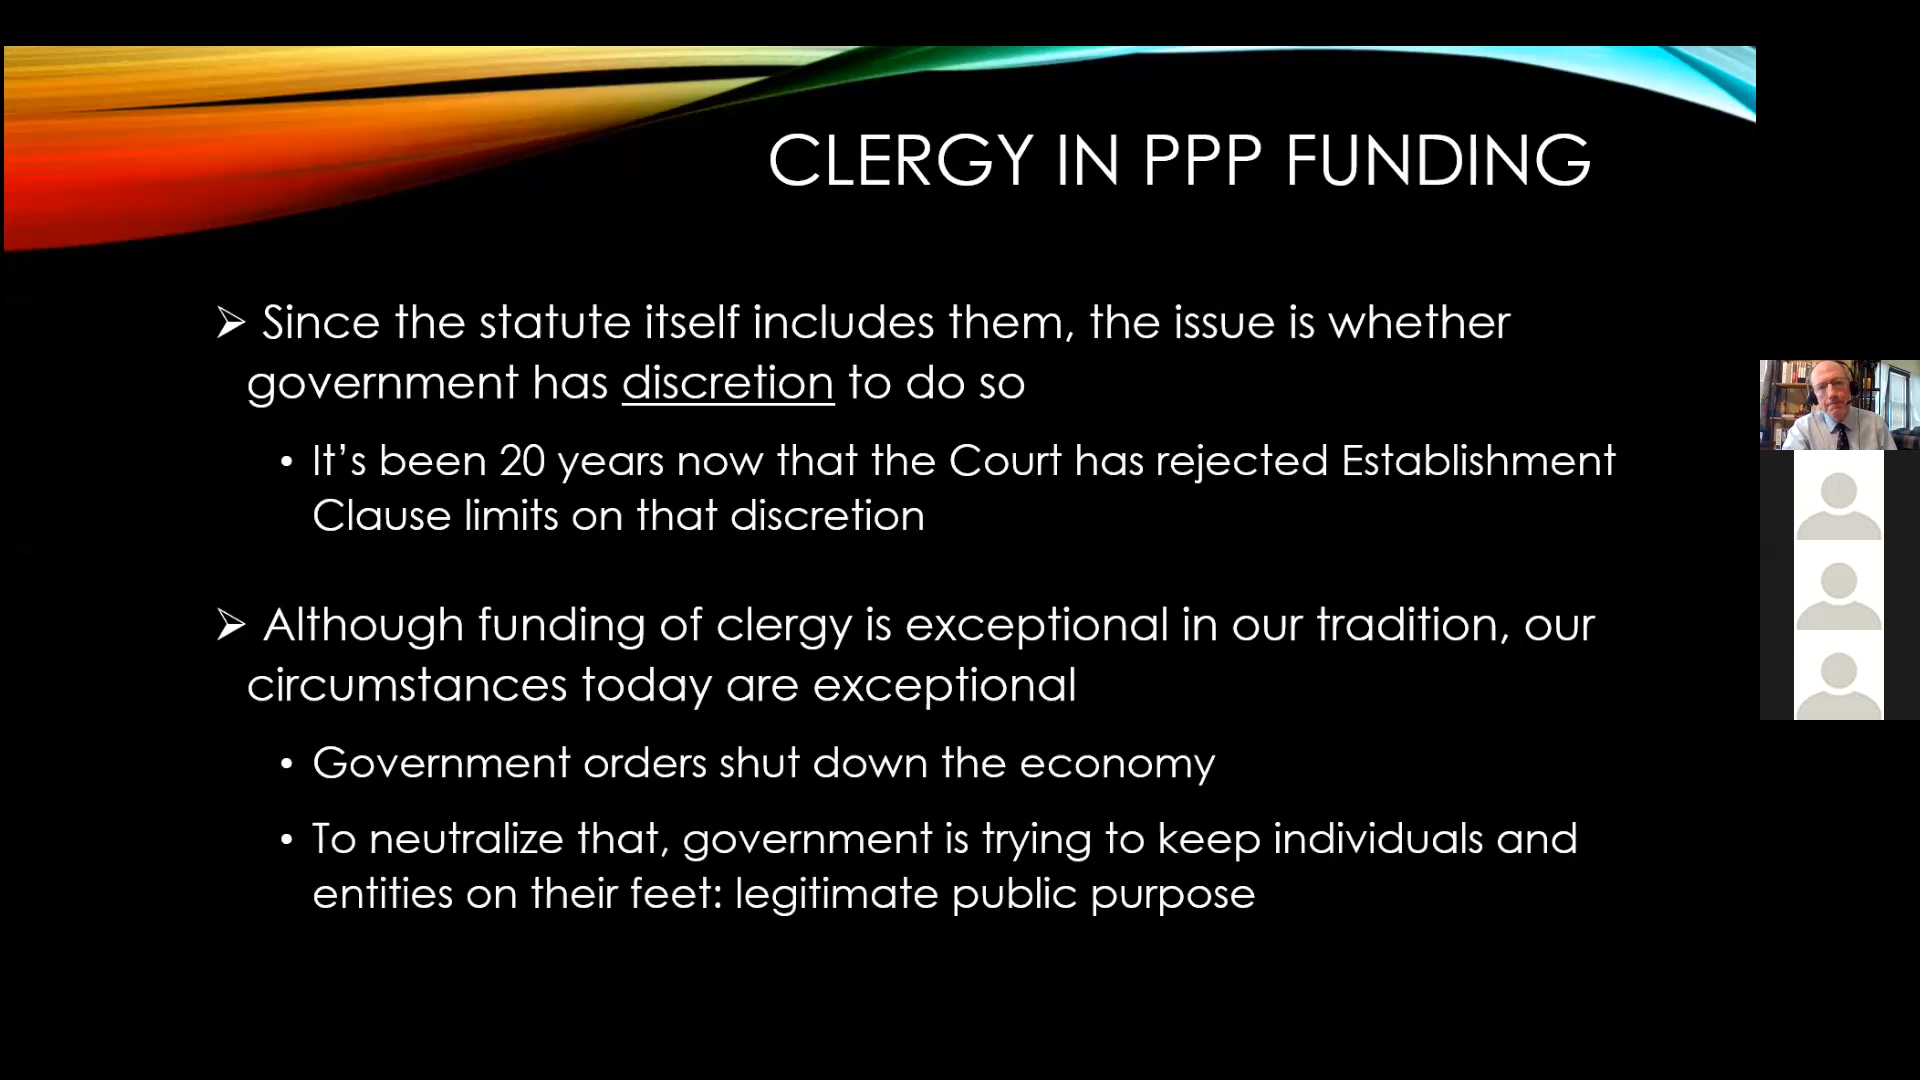 CLERGY IN PPP FUNDING
➢ Since the statute itself includes them, the issue is whether
government has discretion to do so
• It’s been 20 years now that the Court has rejected Establishment
Clause limits on that discretion
➢ Although funding of clergy is exceptional in our tradition, our
circumstances today are exceptional
• Government orders shut down the economy
• To neutralize that, government is trying to keep individuals and
entities on their feet: legitimate public purpose